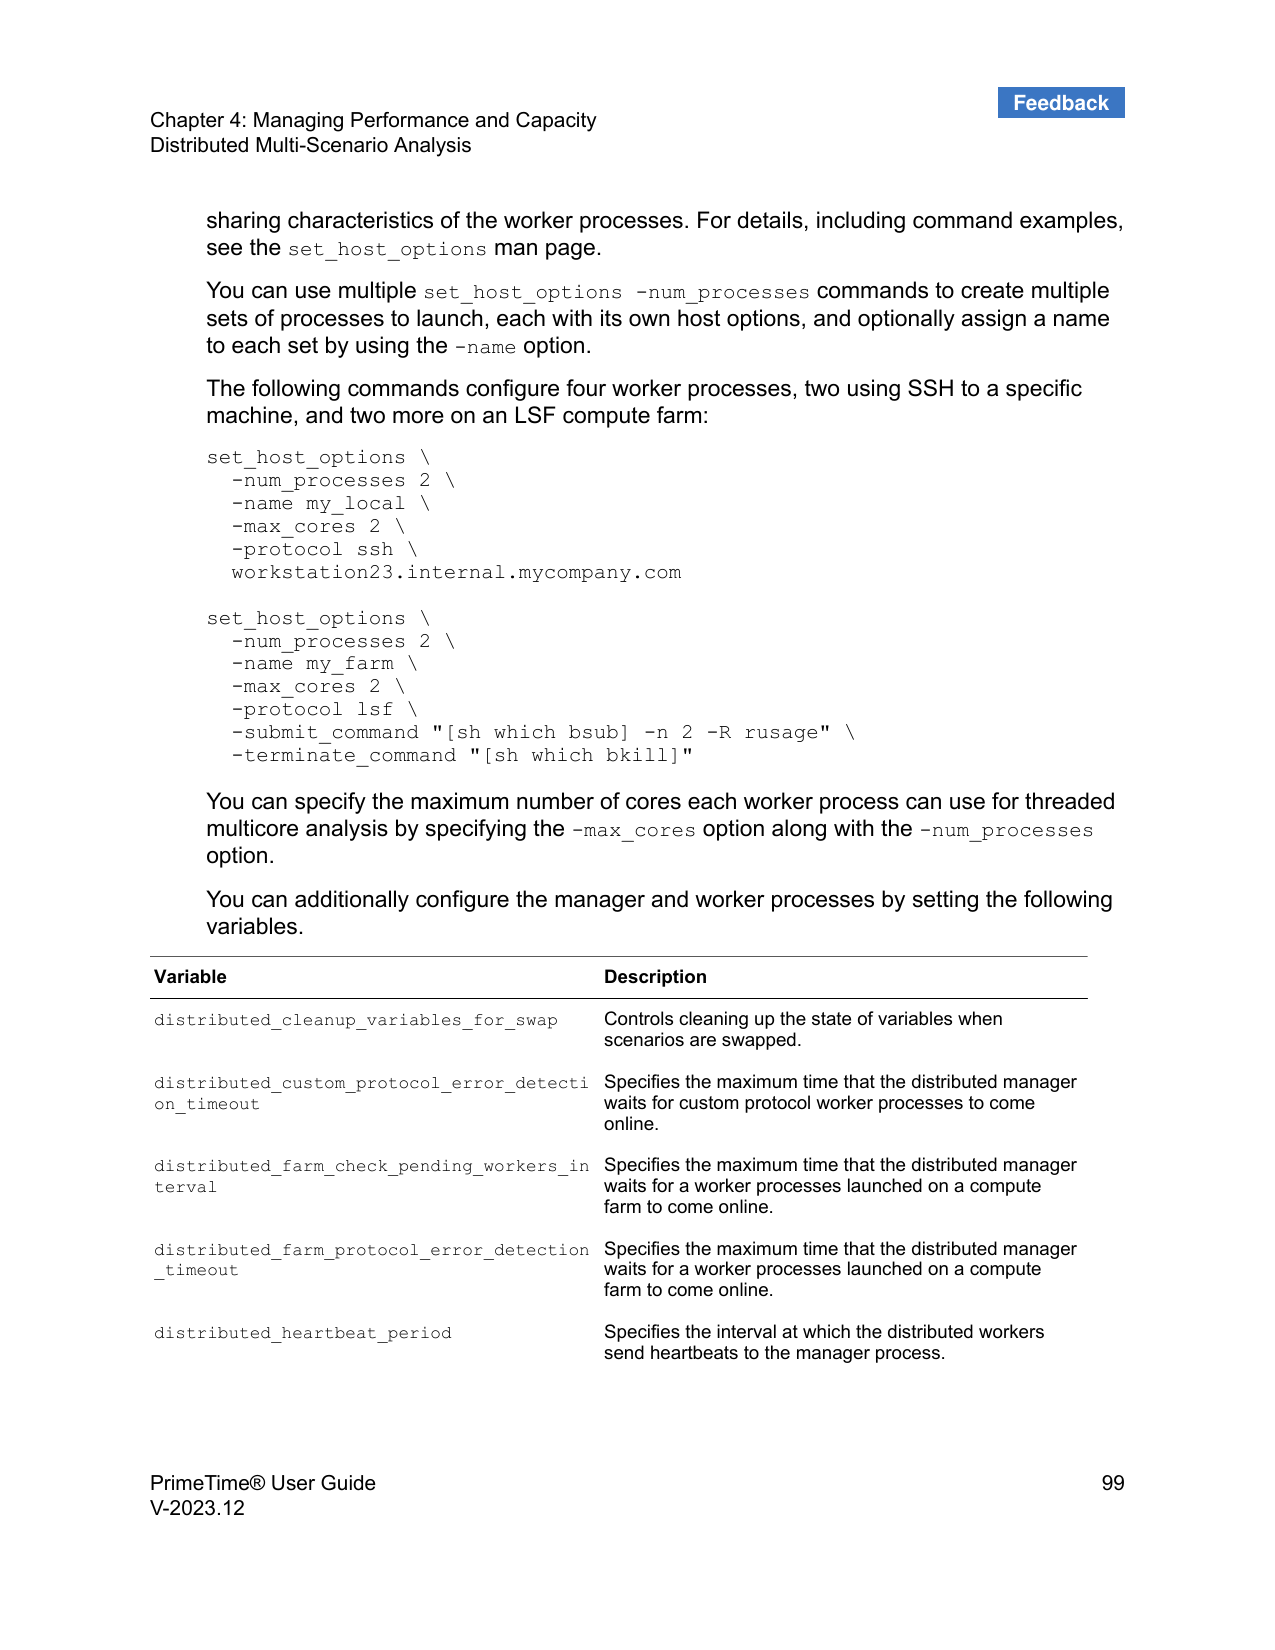 Feedback
Chapter 4: Managing Performance and Capacity
Distributed Multi-Scenario Analysis
sharing characteristics of the worker processes. For details, including command examples,
see the set_host_options man page.
You can use multiple set_host_options -num_processes commands to create multiple
sets of processes to launch, each with its own host options, and optionally assign a name
to each set by using the -name option.
The following commands configure four worker processes, two using SSH to a specific
machine, and two more on an LSF compute farm:
set_host_options \
  -num_processes 2 \
  -name my_local \
  -max_cores 2 \
  -protocol ssh \
  workstation23.internal.mycompany.com
set_host_options \
  -num_processes 2 \
  -name my_farm \
  -max_cores 2 \
  -protocol lsf \
  -submit_command "[sh which bsub] -n 2 -R rusage" \
  -terminate_command "[sh which bkill]"
You can specify the maximum number of cores each worker process can use for threaded
multicore analysis by specifying the -max_cores option along with the -num_processes
option.
You can additionally configure the manager and worker processes by setting the following
variables.
Variable Description
distributed_cleanup_variables_for_swap Controls cleaning up the state of variables when
scenarios are swapped.
distributed_custom_protocol_error_detecti Specifies the maximum time that the distributed manager
on_timeout waits for custom protocol worker processes to come
online.
distributed_farm_check_pending_workers_in Specifies the maximum time that the distributed manager
terval waits for a worker processes launched on a compute
farm to come online.
distributed_farm_protocol_error_detection Specifies the maximum time that the distributed manager
_timeout waits for a worker processes launched on a compute
farm to come online.
distributed_heartbeat_period Specifies the interval at which the distributed workers
send heartbeats to the manager process.
PrimeTime® User Guide 99
V-2023.12